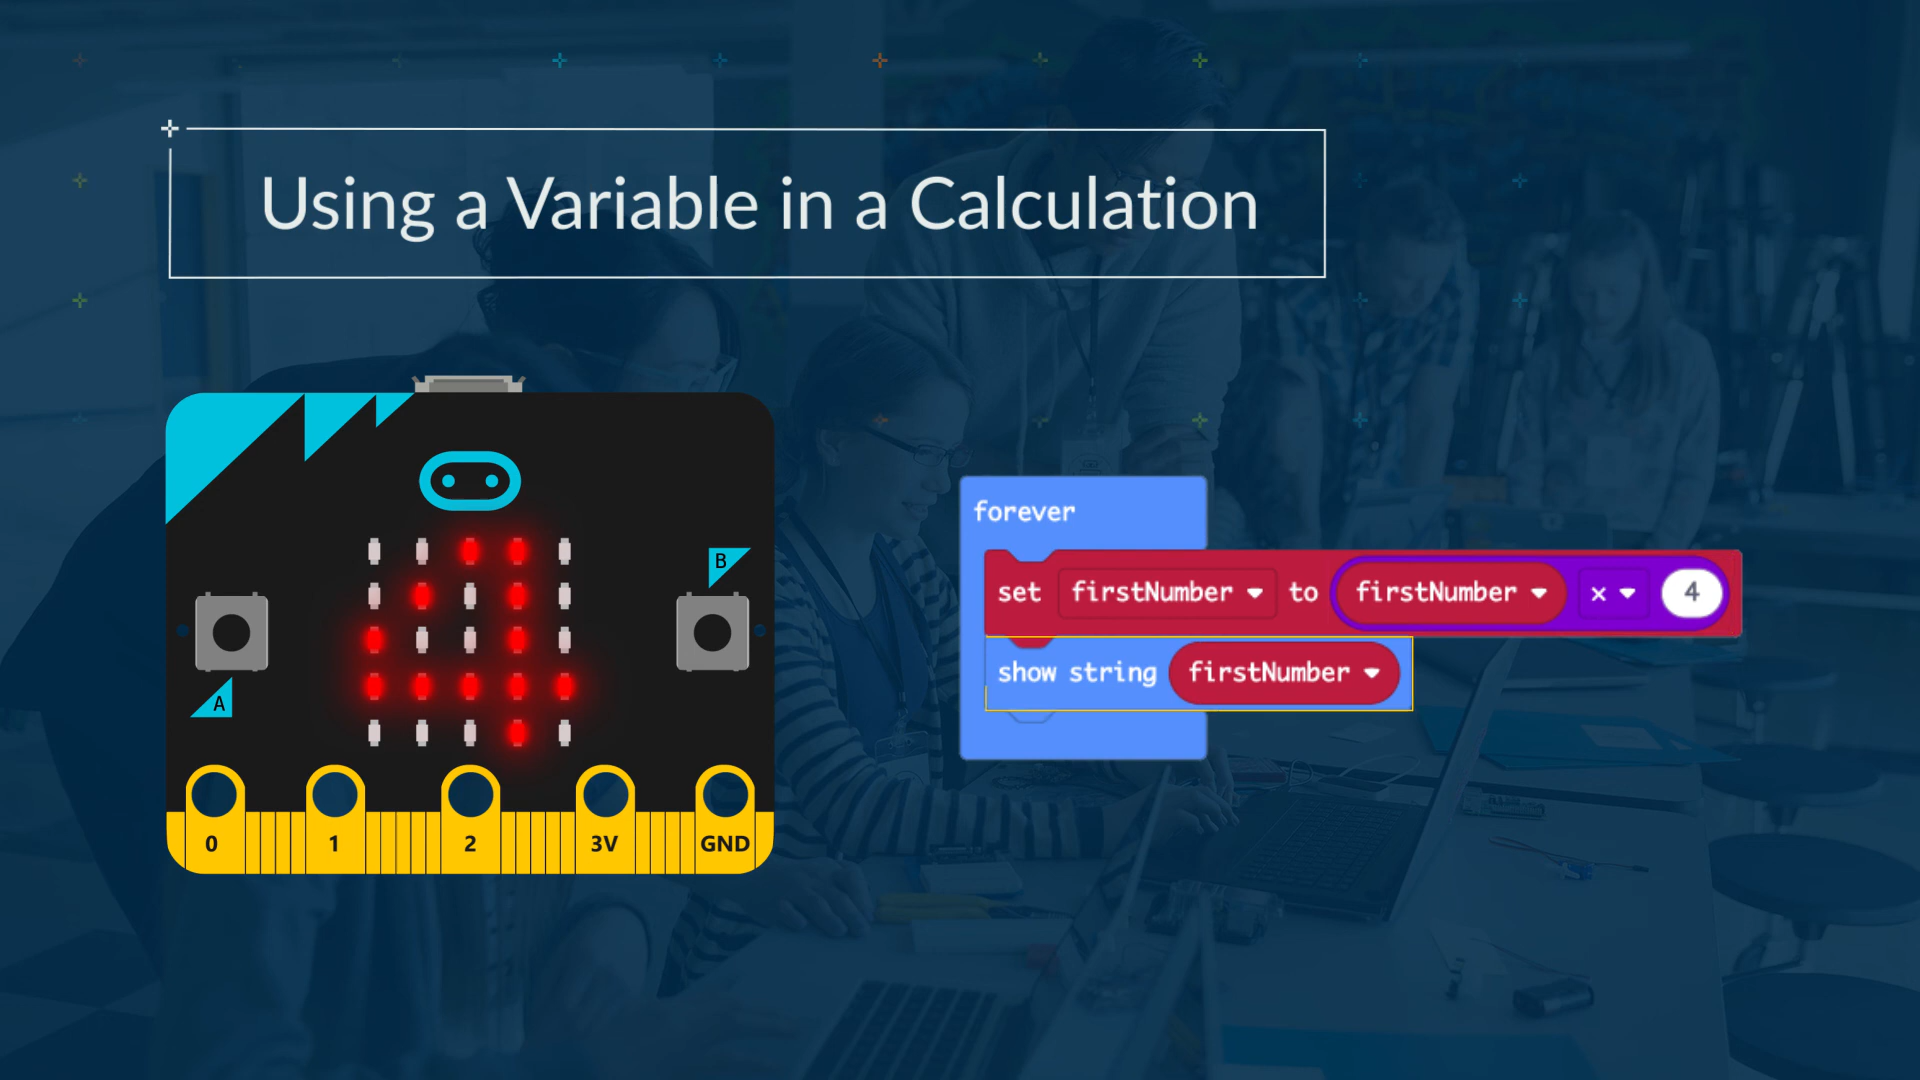 Using a Variable in a Calculation
B
A
0 1 2 3V GND
forever
set firstNumber to firstNumber × 4
show string firstNumber